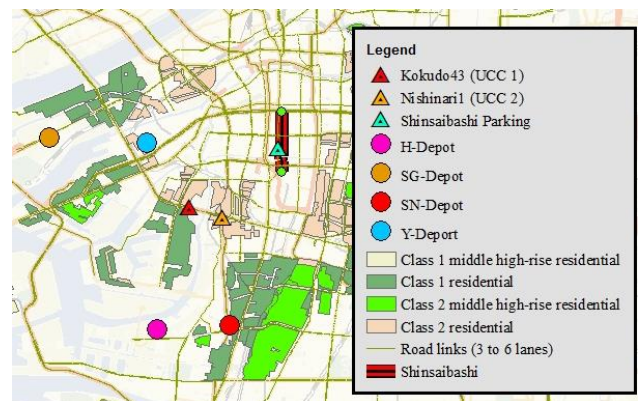 Legend
Kokudo43 (UCC 1)
Nishinari1 (UCC 2)
Shinsaibashi Parking
H-Depot
SG-Depot
SN-Depot
Y-Deport
Class 1 middle high-rise residential
Class 1 residential
Class 2 middle high-rise residential
Class 2 residential
Road links (3 to 6 lanes)
Shinsaibashi